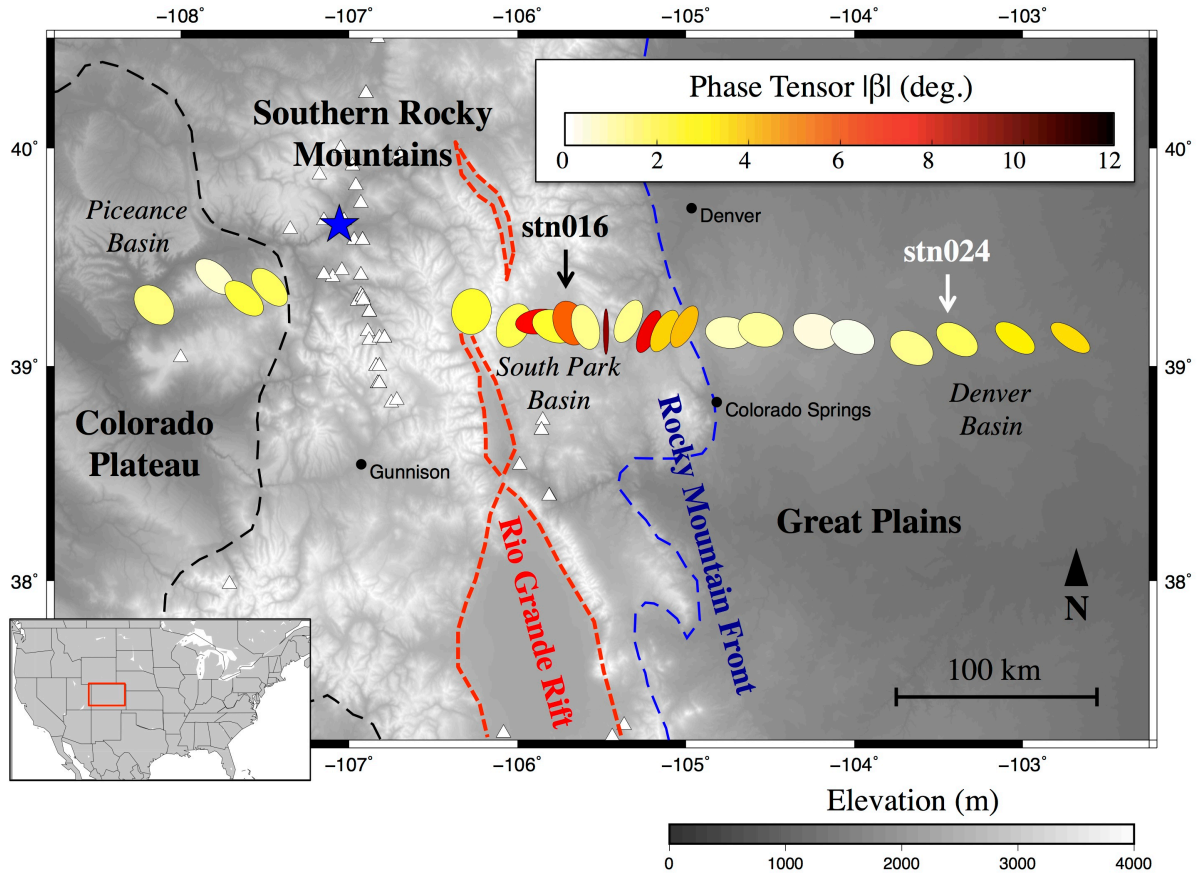 −108˚
−107˚
−106˚
−105˚
−104˚
−103˚
Phase Tensor |β| (deg.)
0
2
4
6
8
10
12
Southern Rocky
Mountains
40˚
40˚
Piceance
Basin
Denver
stn016
stn024
39˚
39˚
South Park
Basin
Denver
Basin
Colorado
Plateau
Colorado Springs
Gunnison
Rocky Mountain Front
Great Plains
Rio Grande Rift
38˚
38˚
N
100 km
−107˚
−106˚
−105˚
−104˚
−103˚
Elevation (m)
0
1000
2000
3000
4000